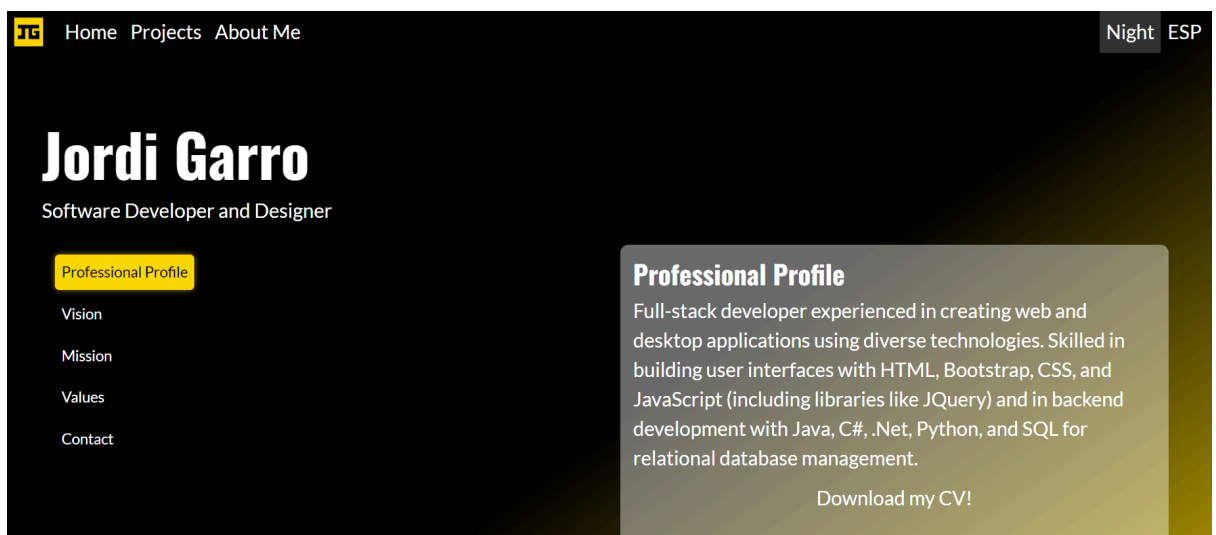 JG Home Projects About Me Night ESP
Jordi Garro
Software Developer and Designer
Professional Profile
Vision
Mission
Values
Contact
Professional Profile
Full-stack developer experienced in creating web and
desktop applications using diverse technologies. Skilled in
building user interfaces with HTML, Bootstrap, CSS, and
JavaScript (including libraries like JQuery) and in backend
development with Java, C#, .Net, Python, and SQL for
relational database management.
Download my CV!